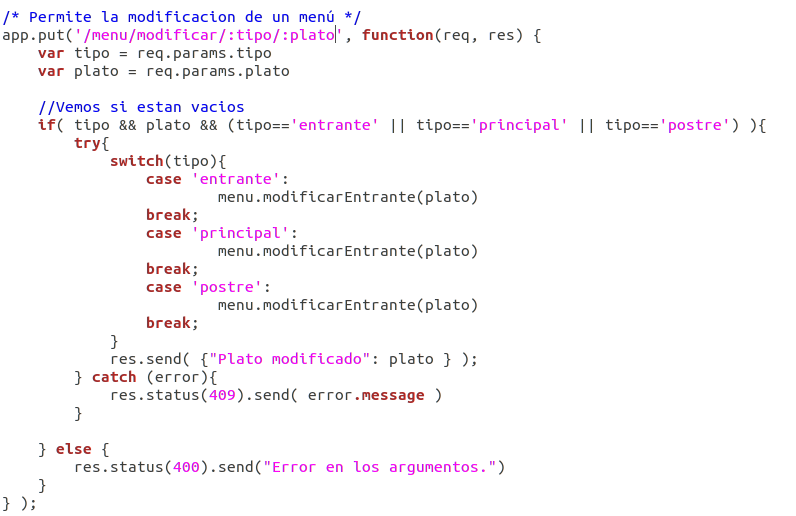 /* Permite la modificacion de un menú */
app.put('/menu/modificar/:tipo/:plato', function(req, res) {
    var tipo = req.params.tipo
    var plato = req.params.plato

    //Vemos si estan vacios
    if( tipo && plato && (tipo=='entrante' || tipo=='principal' || tipo=='postre') ){
        try{
            switch(tipo){
                case 'entrante':
                        menu.modificarEntrante(plato)
                break;
                case 'principal':
                        menu.modificarEntrante(plato)
                break;
                case 'postre':
                        menu.modificarEntrante(plato)
                break;
            }
            res.send( {"Plato modificado": plato } );
        } catch (error){
            res.status(409).send( error.message )
        }

    } else {
        res.status(400).send("Error en los argumentos.")
    }
} );